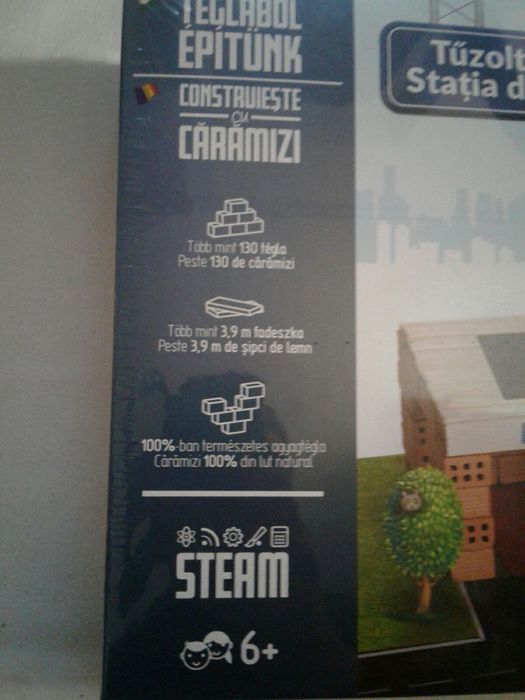 TÉGLÁBÓL
ÉPÍTÜNK
CONSTRUIEȘTE
CU
CĂRĂMIZI
Tűzolt
Stația d
Több mint 130 tégla
Peste 130 de cărămizi
Több mint 3,9 m fadeszka
Peste 3,9 m de șipci de lemn
100%-ban természetes agyagtégla
Cărămizi 100% din lut natural
STEAM
6+